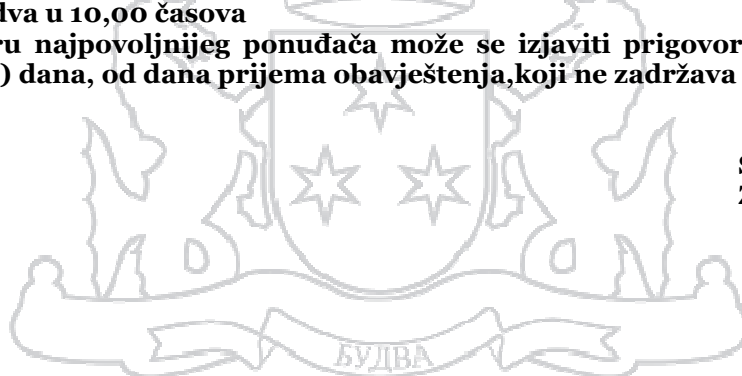 dva u 10,00 časova
ru najpovoljnijeg ponuđača može se izjaviti prigovor
) dana, od dana prijema obavještenja,koji ne zadržava
БУДВА